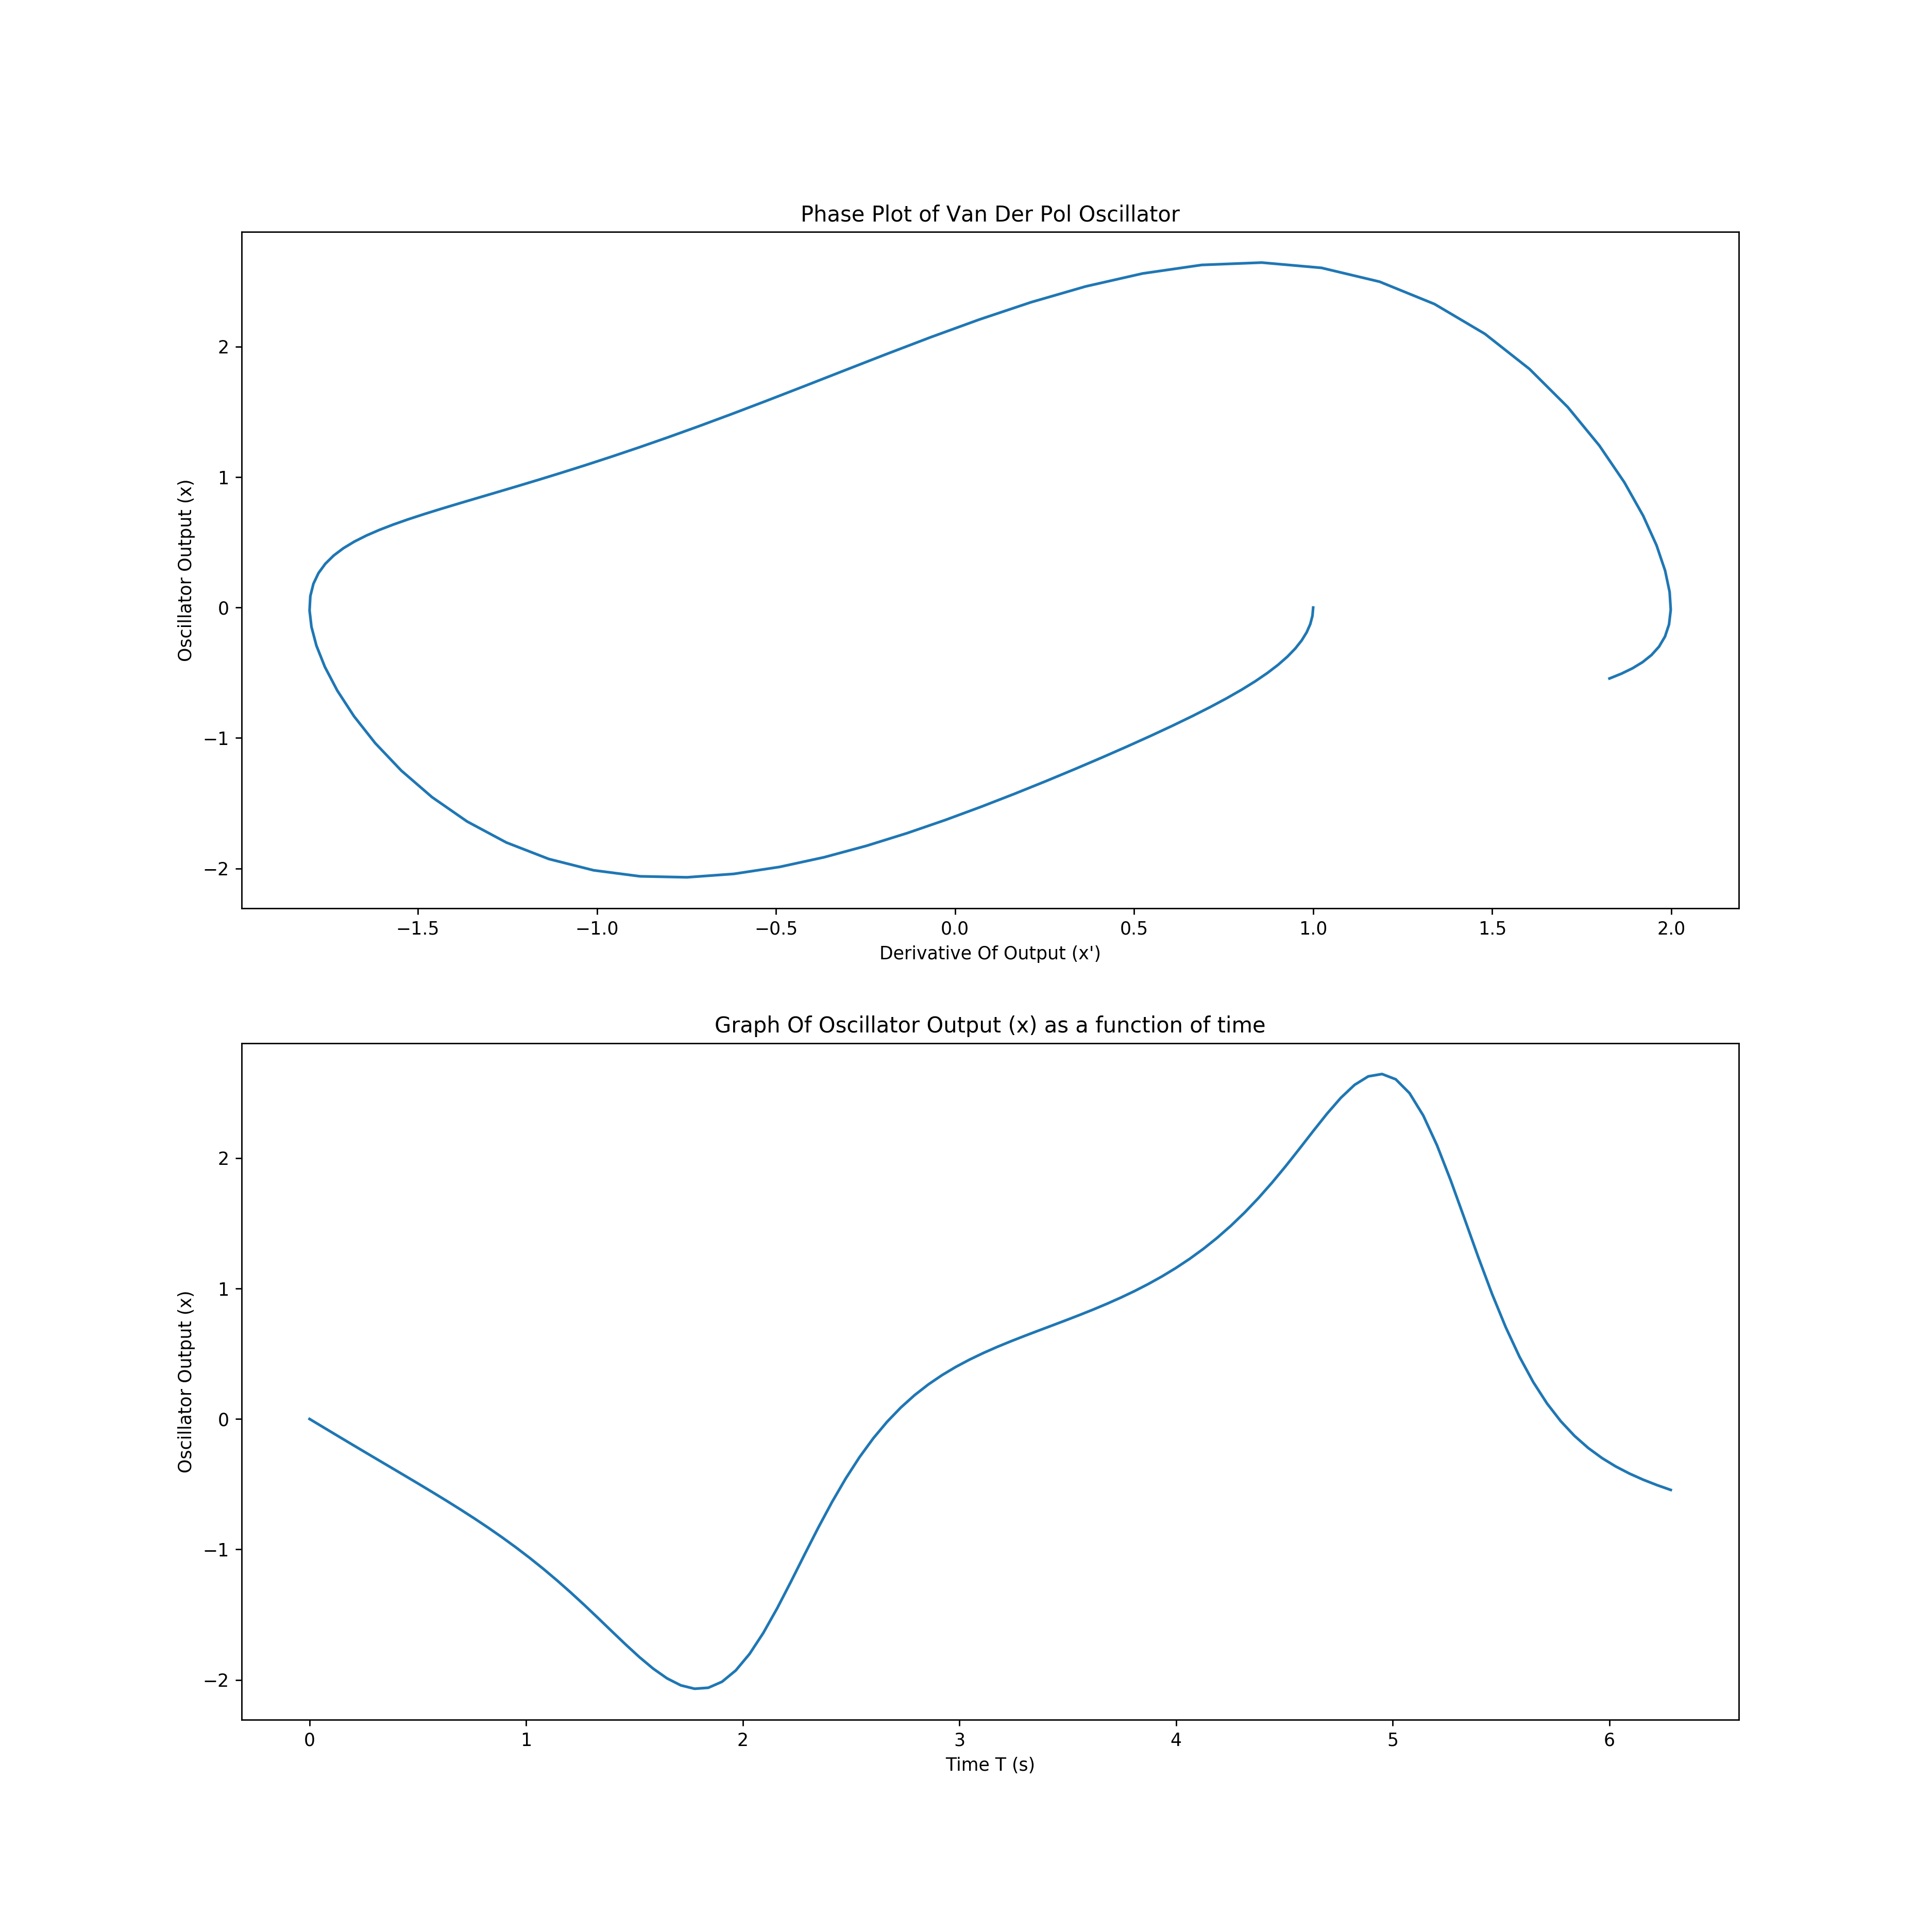 Phase Plot of Van Der Pol Oscillator
Oscillator Output (x)
2
1
0
−1
−2
−1.5 −1.0 −0.5 0.0 0.5 1.0 1.5 2.0
Derivative Of Output (x')
Graph Of Oscillator Output (x) as a function of time
Oscillator Output (x)
2
1
0
−1
−2
0 1 2 3 4 5 6
Time T (s)